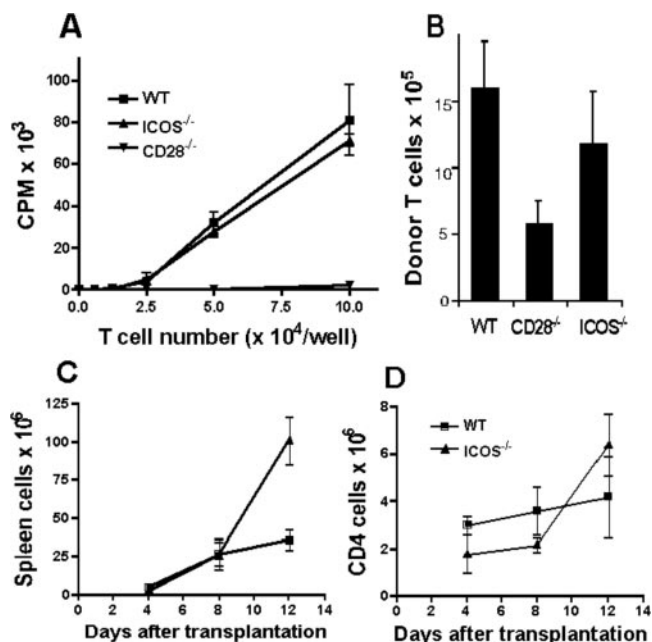 A
CPM x 10³
100
80
60
40
20
0
WT
ICOS⁻/⁻
CD28⁻/⁻
0.0 2.5 5.0 7.5 10.0
T cell number (x 10⁴/well)
B
Donor T cells x 10⁵
15
10
5
0
WT CD28⁻/⁻ ICOS⁻/⁻
C
Spleen cells x 10⁶
125
100
75
50
25
0
0 2 4 6 8 10 12 14
Days after transplantation
D
CD4 cells x 10⁶
8
6
4
2
0
WT
ICOS⁻/⁻
0 2 4 6 8 10 12 14
Days after transplantation